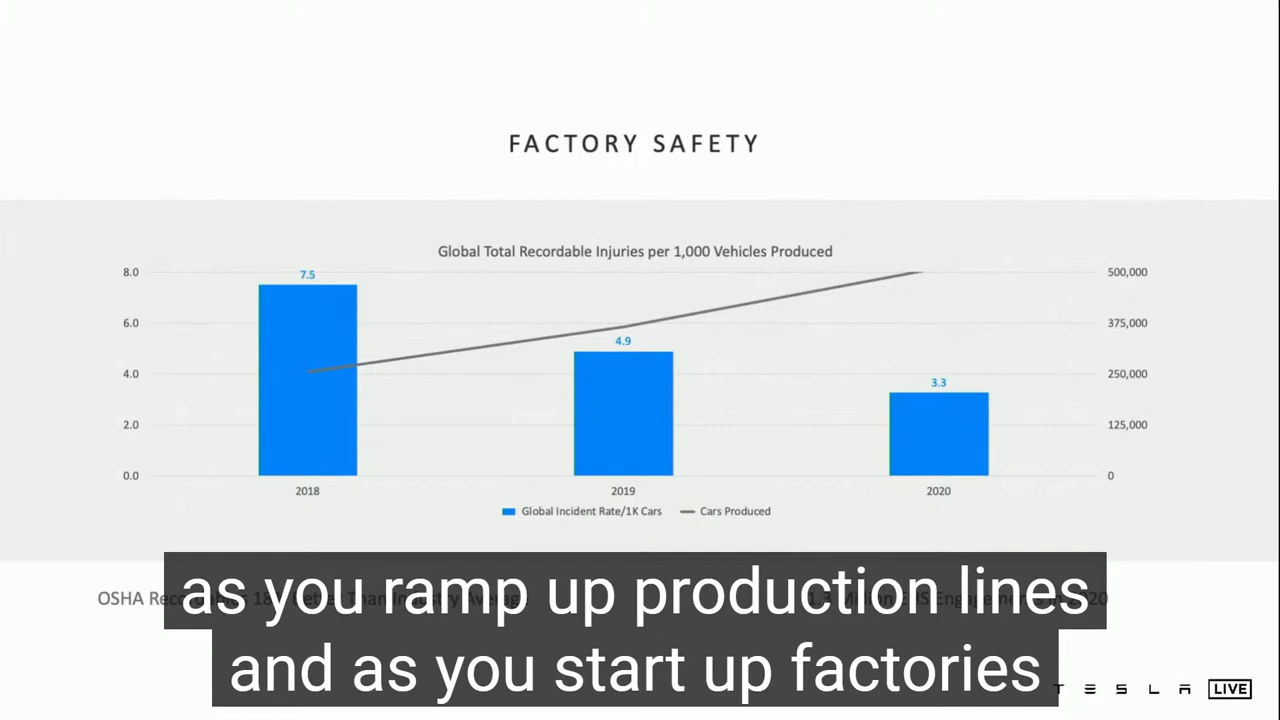 FACTORY SAFETY
Global Total Recordable Injuries per 1,000 Vehicles Produced
8.0
6.0
4.0
2.0
0.0
7.5
4.9
3.3
500,000
375,000
250,000
125,000
0
2018 2019 2020
Global Incident Rate/1K Cars Cars Produced
OSHA
as you ramp up production lines
and as you start up factories
TESLA LIVE